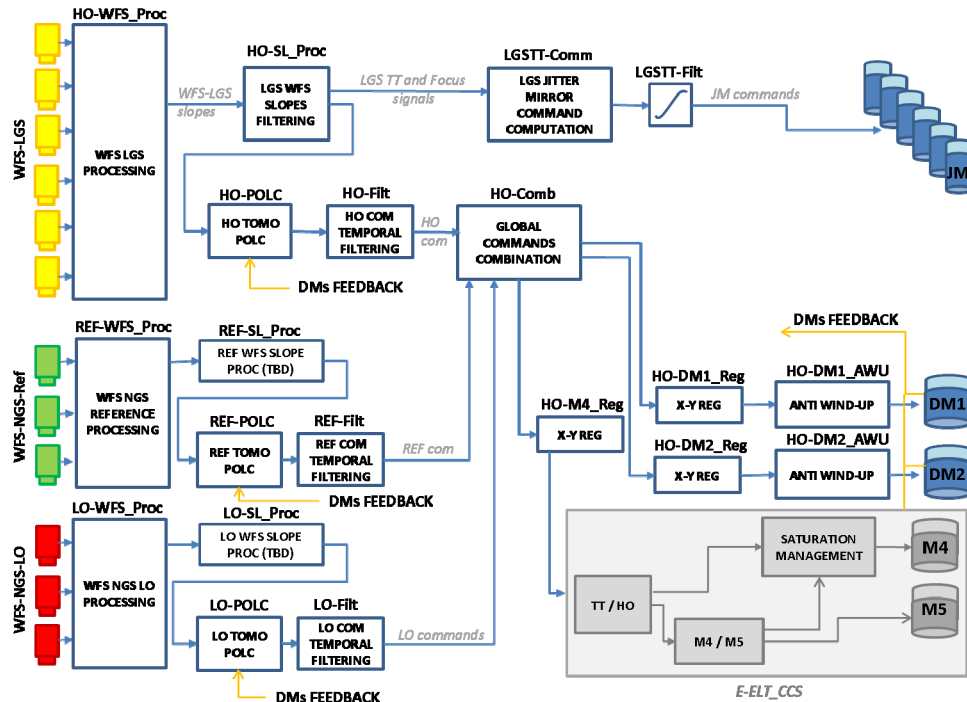 HO-WFS_Proc
WFS-LGS
WFS LGS
PROCESSING
WFS-LGS
slopes
HO-SL_Proc
LGS WFS
SLOPES
FILTERING
LGS TT and Focus
signals
LGSTT-Comm
LGS JITTER
MIRROR
COMMAND
COMPUTATION
LGSTT-Filt
JM commands
JM
HO-POLC
HO TOMO
POLC
HO-Filt
HO COM
TEMPORAL
FILTERING
HO
com
HO-Comb
GLOBAL
COMMANDS
COMBINATION
DMs FEEDBACK
REF-WFS_Proc
WFS-NGS-Ref
WFS NGS
REFERENCE
PROCESSING
REF-SL_Proc
REF WFS SLOPE
PROC (TBD)
REF-POLC
REF TOMO
POLC
REF-Filt
REF COM
TEMPORAL
FILTERING
REF com
DMs FEEDBACK
DMs FEEDBACK
HO-M4_Reg
X-Y REG
HO-DM1_Reg
X-Y REG
HO-DM1_AWU
ANTI WIND-UP
DM1
HO-DM2_Reg
X-Y REG
HO-DM2_AWU
ANTI WIND-UP
DM2
LO-WFS_Proc
WFS-NGS-LO
WFS NGS LO
PROCESSING
LO-SL_Proc
LO WFS SLOPE
PROC (TBD)
LO-POLC
LO TOMO
POLC
LO-Filt
LO COM
TEMPORAL
FILTERING
LO commands
DMs FEEDBACK
TT / HO
SATURATION
MANAGEMENT
M4 / M5
M4
M5
E-ELT_CCS